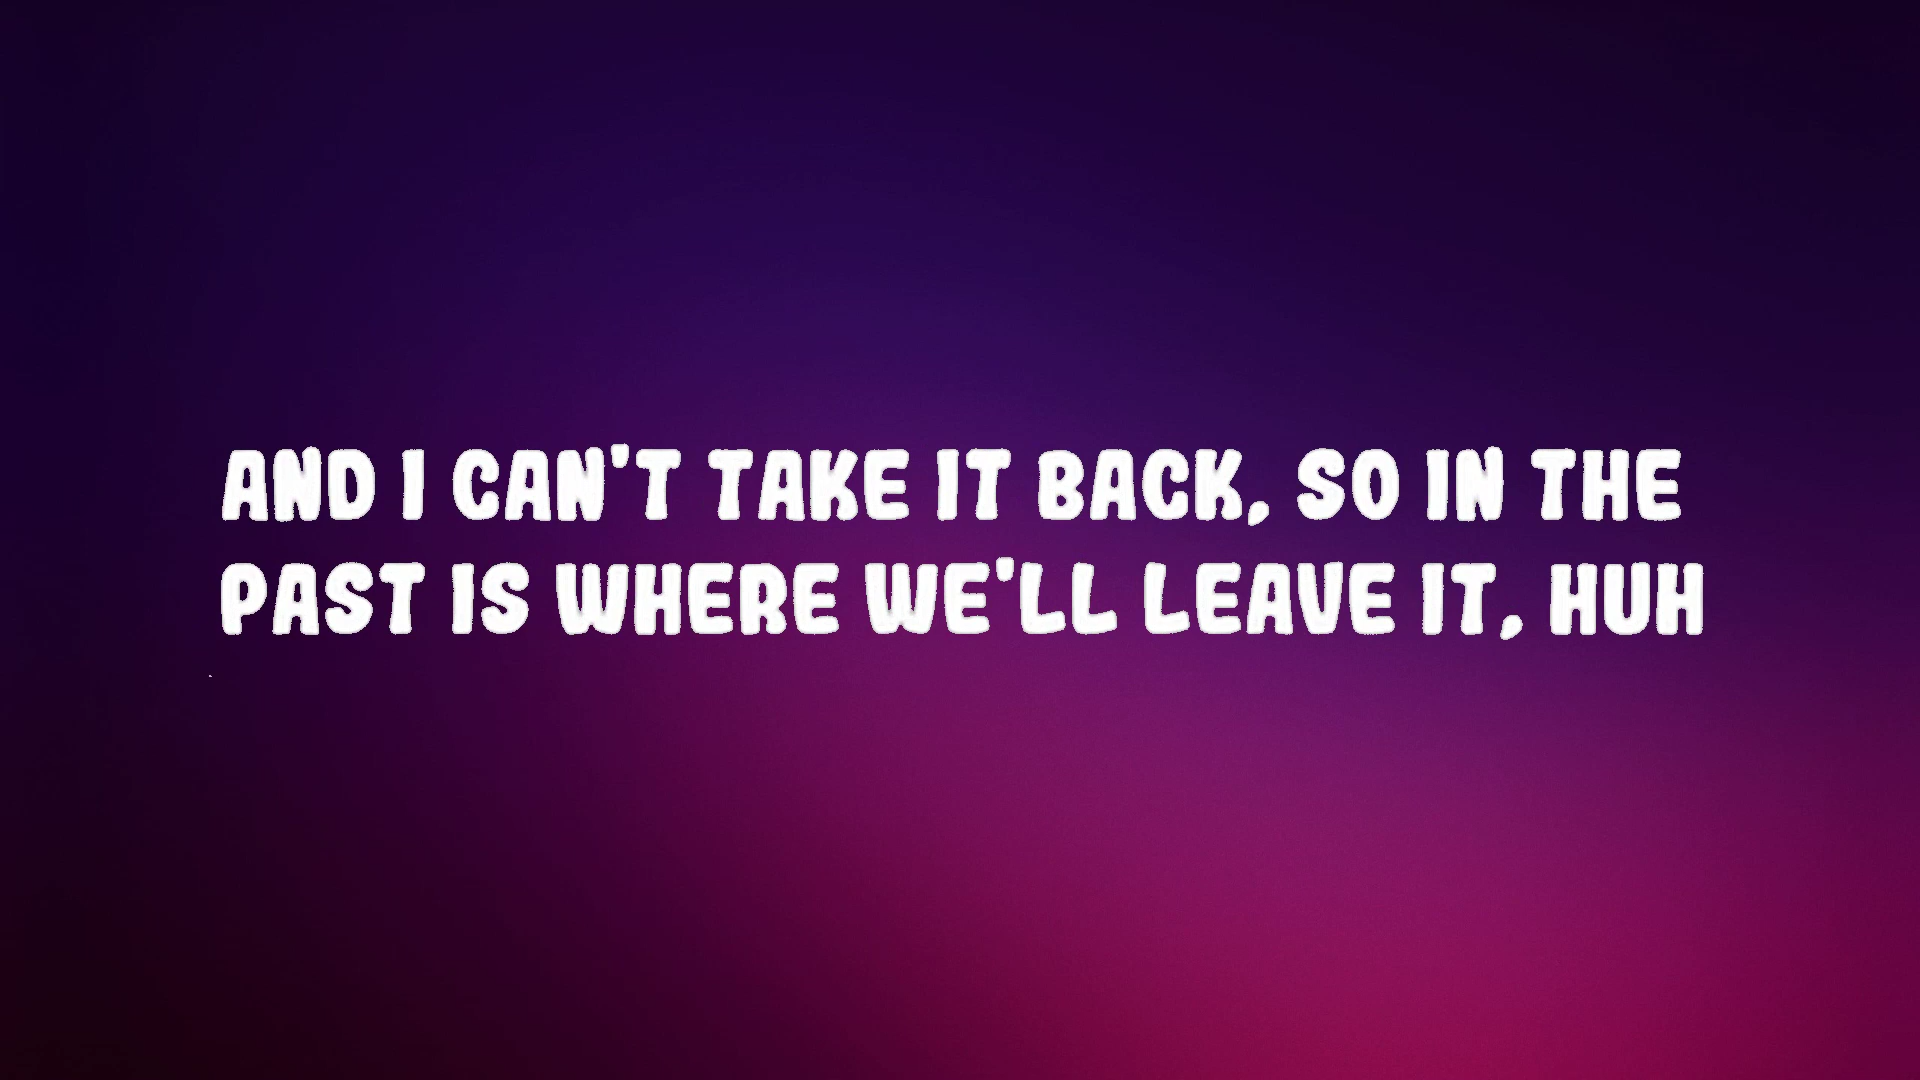 AND I CAN'T TAKE IT BACK, SO IN THE
PAST IS WHERE WE'LL LEAVE IT, HUH